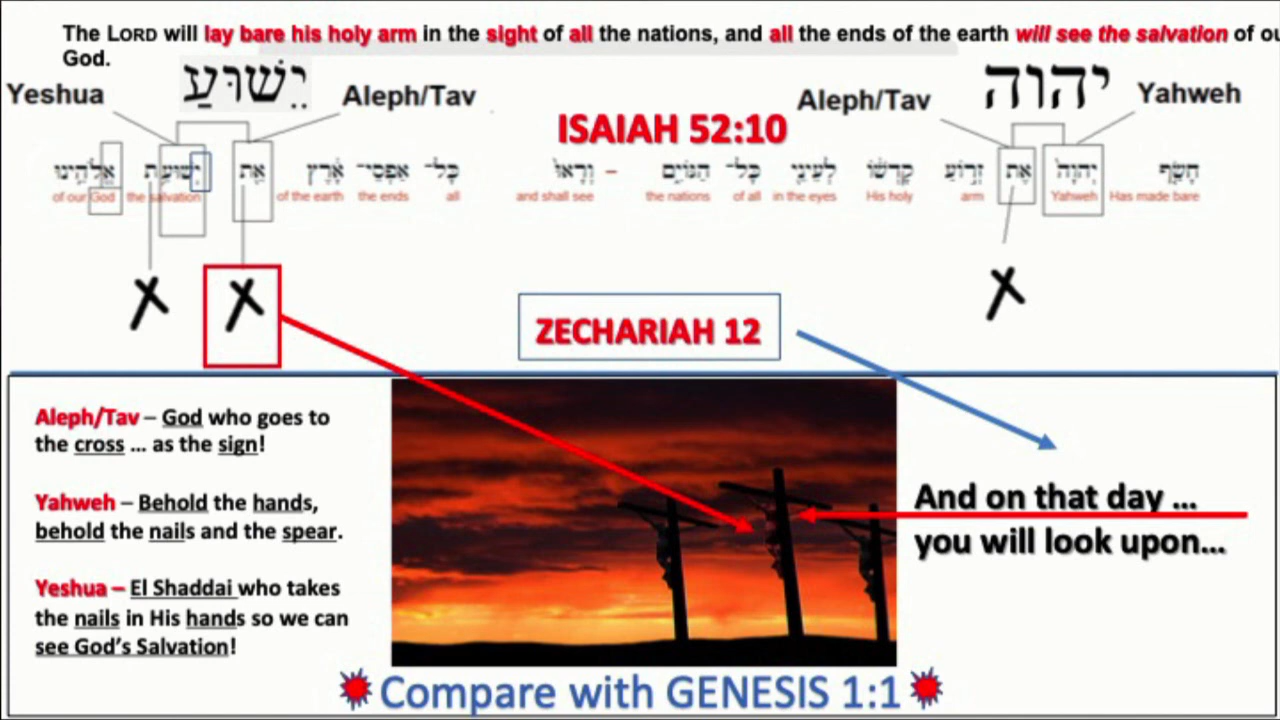 The LORD will lay bare his holy arm in the sight of all the nations, and all the ends of the earth will see the salvation of ou
God.
Yeshua
יֵשׁוּעַ
Aleph/Tav
ISAIAH 52:10
Aleph/Tav
יהוה
Yahweh
חָשַׂף יְהוָה אֶת זְרוֹעַ קָדְשׁוֹ לְעֵינֵי כָּל־ הַגּוֹיִם – וְרָאוּ כָּל־ אַפְסֵי־ אֶרֶץ אֵת יְשׁוּעַת אֱלֹהֵינוּ
of our God the salvation of the earth the ends all and shall see the nations of all in the eyes His holy arm Yahweh Has made bare
ZECHARIAH 12
Aleph/Tav – God who goes to
the cross ... as the sign!
Yahweh – Behold the hands,
behold the nails and the spear.
Yeshua – El Shaddai who takes
the nails in His hands so we can
see God's Salvation!
And on that day ...
you will look upon...
Compare with GENESIS 1:1